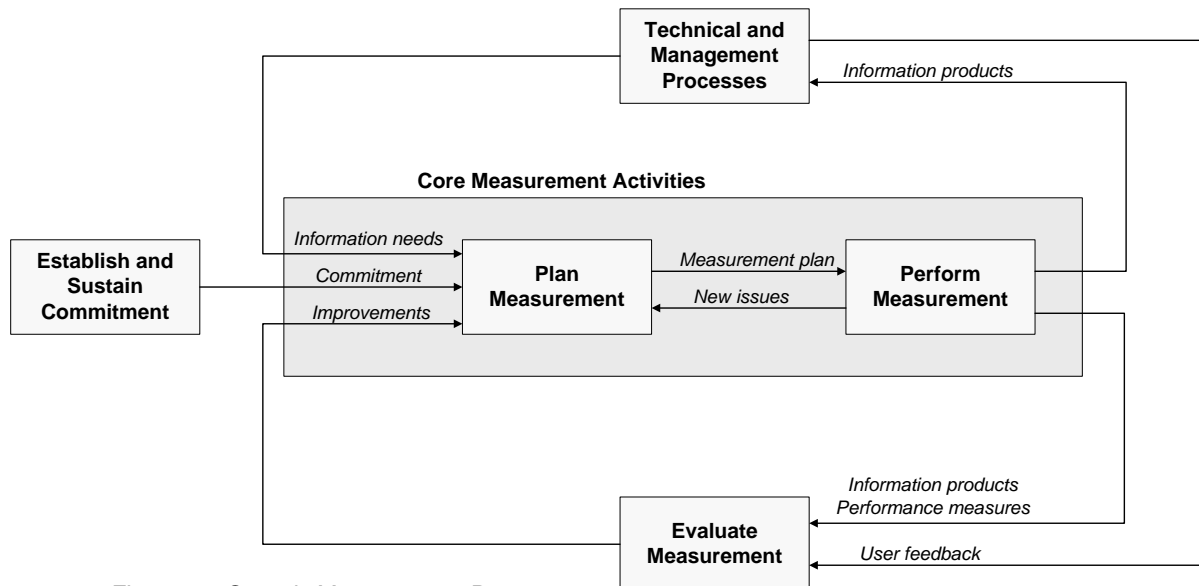 Technical and
Management
Processes
Information products
Core Measurement Activities
Establish and
Sustain
Commitment
Information needs
Commitment
Improvements
Plan
Measurement
Measurement plan
New issues
Perform
Measurement
Information products
Performance measures
Evaluate
Measurement
User feedback